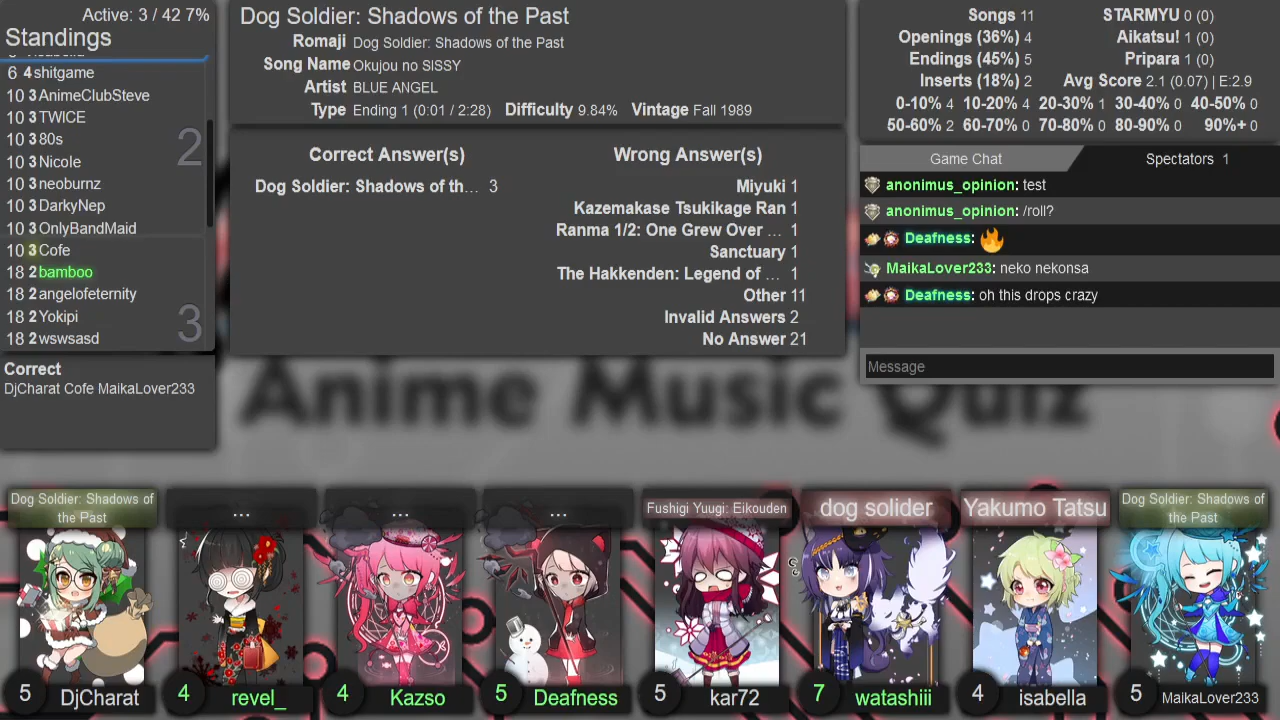 Active: 3 / 42 7%
Standings
6 4 shitgame
10 3 AnimeClubSteve
10 3 TWICE
10 3 80s
10 3 Nicole
10 3 neoburnz
10 3 DarkyNep
10 3 OnlyBandMaid
10 3 Cofe
18 2 bamboo
18 2 angelofeternity
18 2 Yokipi
18 2 wswsasd
2
3
Correct
DjCharat Cofe MaikaLover233
Dog Soldier: Shadows of the Past
Romaji Dog Soldier: Shadows of the Past
Song Name Okujou no SISSY
Artist BLUE ANGEL
Type Ending 1 (0:01 / 2:28) Difficulty 9.84% Vintage Fall 1989
Correct Answer(s)
Dog Soldier: Shadows of th... 3
Wrong Answer(s)
Miyuki 1
Kazemakase Tsukikage Ran 1
Ranma 1/2: One Grew Over ... 1
Sanctuary 1
The Hakkenden: Legend of ... 1
Other 11
Invalid Answers 2
No Answer 21
Songs 11 STARMYU 0 (0)
Openings (36%) 4 Aikatsu! 1 (0)
Endings (45%) 5 Pripara 1 (0)
Inserts (18%) 2 Avg Score 2.1 (0.07) | E:2.9
0-10% 4 10-20% 4 20-30% 1 30-40% 0 40-50% 0
50-60% 2 60-70% 0 70-80% 0 80-90% 0 90%+ 0
Game Chat Spectators 1
anonimus_opinion: test
anonimus_opinion: /roll?
Deafness: 🔥
MaikaLover233: neko nekonsa
Deafness: oh this drops crazy
Message
Anime Music Quiz
Dog Soldier: Shadows of
the Past
...
...
...
Fushigi Yuugi: Eikouden
dog solider
Yakumo Tatsu
Dog Soldier: Shadows of
the Past
5 DjCharat
4 revel_
4 Kazso
5 Deafness
5 kar72
7 watashiii
4 isabella
5 MaikaLover233